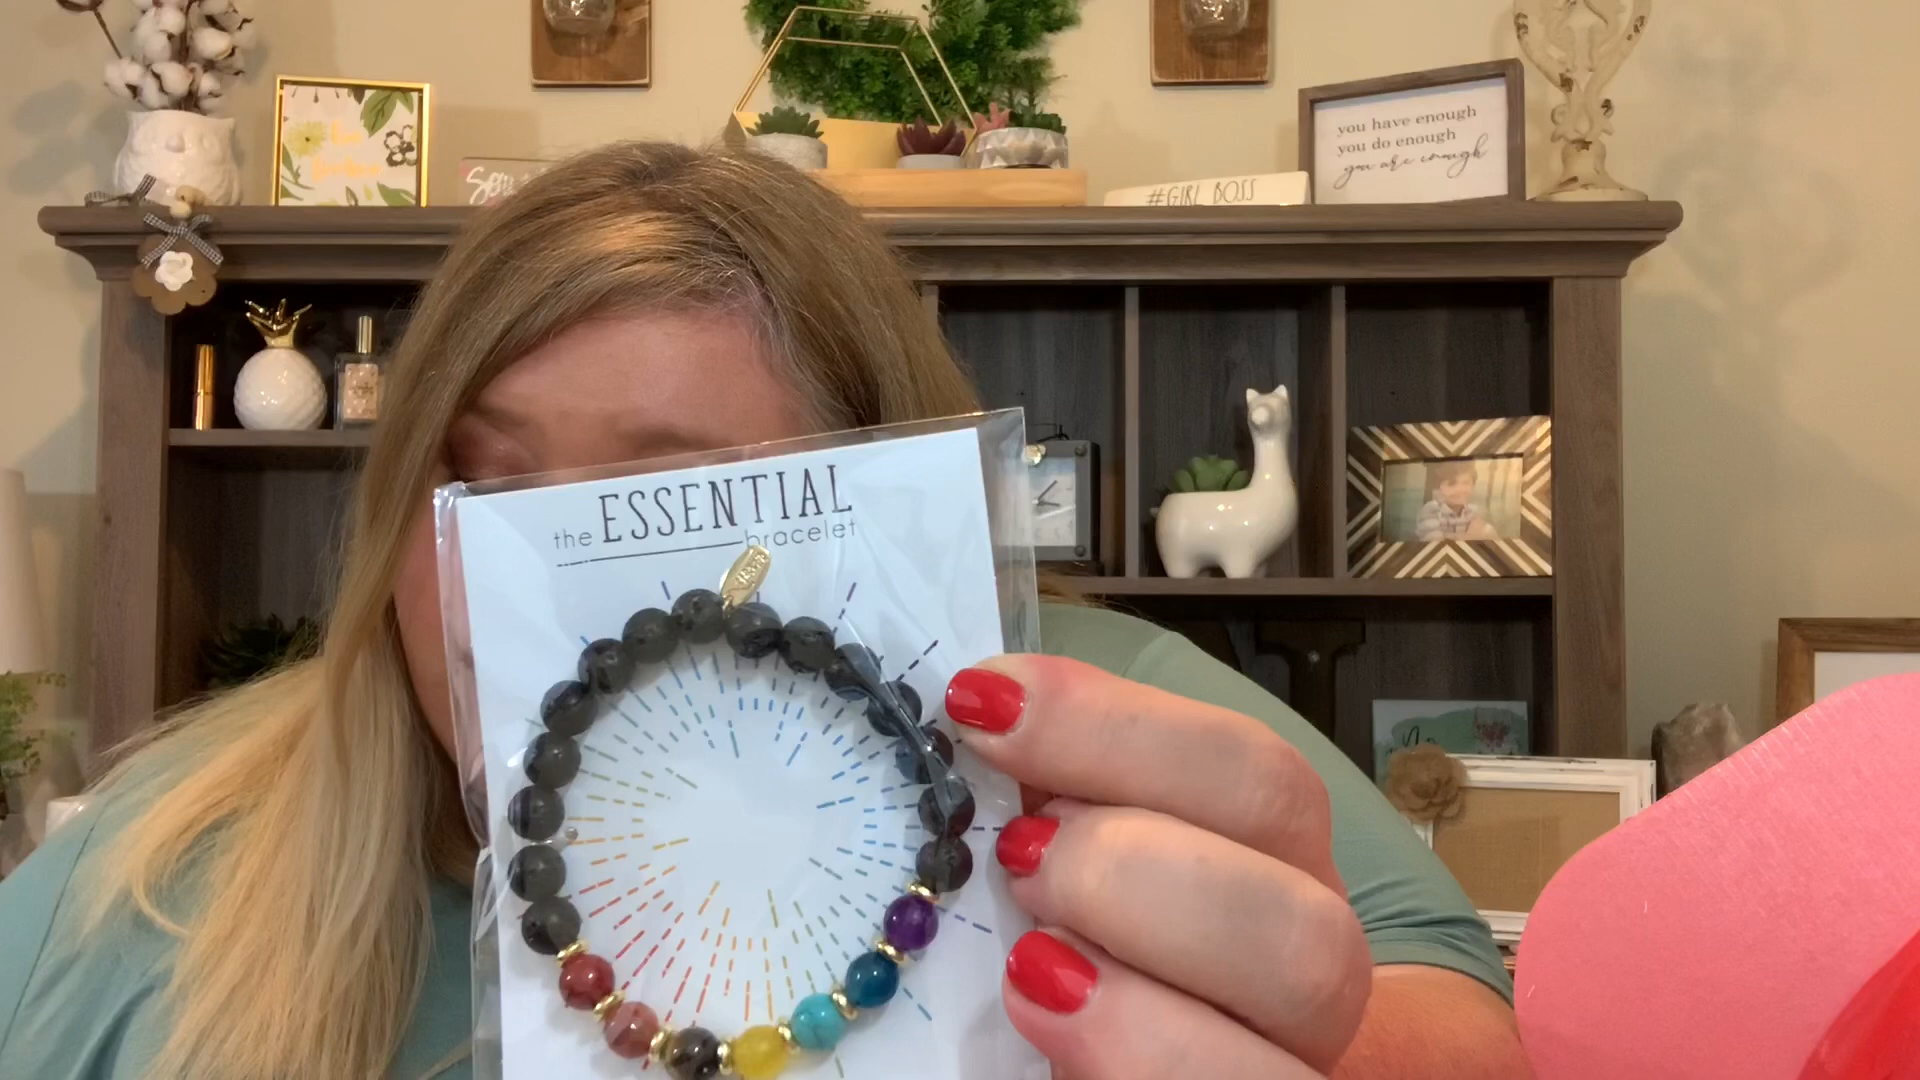 you have enough
you do enough
you are enough
#GIRL BOSS
the ESSENTIAL
bracelet